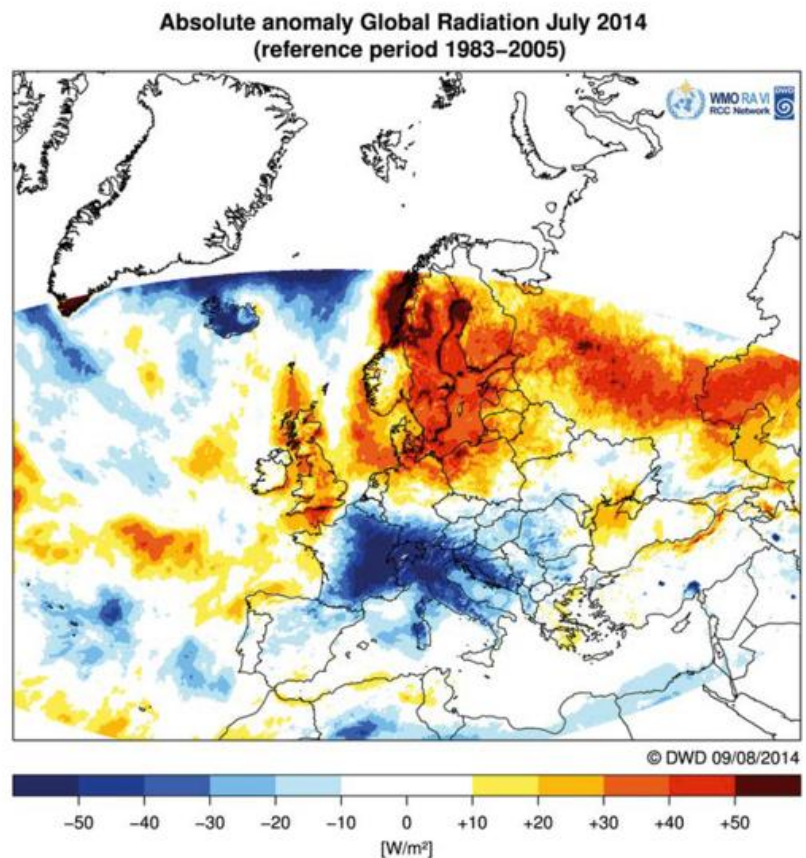 Absolute anomaly Global Radiation July 2014
(reference period 1983–2005)
WMO RA VI
RCC Network
DWD
© DWD 09/08/2014
−50 −40 −30 −20 −10 0 +10 +20 +30 +40 +50
[W/m²]